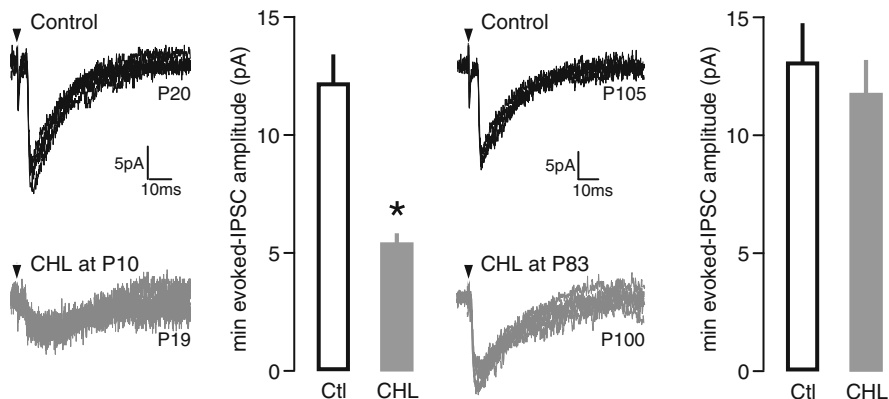 Control
P20
5pA
10ms
CHL at P10
P19
min evoked-IPSC amplitude (pA)
15
10
5
0
*
Ctl
CHL
Control
P105
5pA
10ms
CHL at P83
P100
min evoked-IPSC amplitude (pA)
15
10
5
0
Ctl
CHL